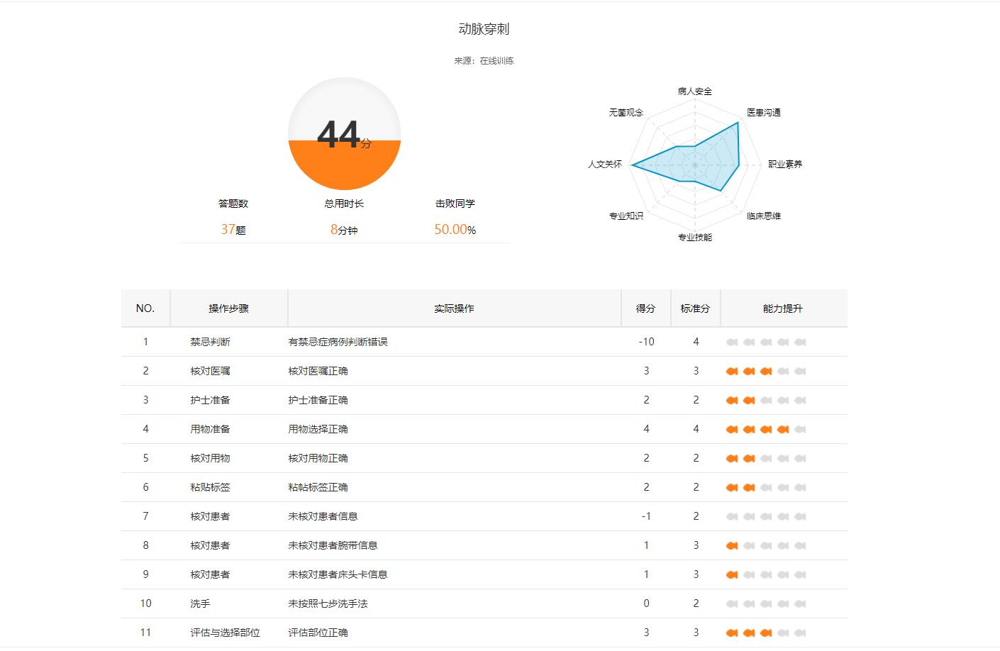 动脉穿刺
来源：在线训练
44分
答题数 总用时长 击败同学
37题 8分钟 50.00%
病人安全
无菌观念 医患沟通
人文关怀 职业素养
专业知识 临床思维
专业技能
NO. 操作步骤 实际操作 得分 标准分 能力提升
1 禁忌判断 有禁忌症病例判断错误 -10 4
2 核对医嘱 核对医嘱正确 3 3
3 护士准备 护士准备正确 2 2
4 用物准备 用物选择正确 4 4
5 核对用物 核对用物正确 2 2
6 粘贴标签 粘帖标签正确 2 2
7 核对患者 未核对患者信息 -1 2
8 核对患者 未核对患者腕带信息 1 3
9 核对患者 未核对患者床头卡信息 1 3
10 洗手 未按照七步洗手法 0 2
11 评估与选择部位 评估部位正确 3 3